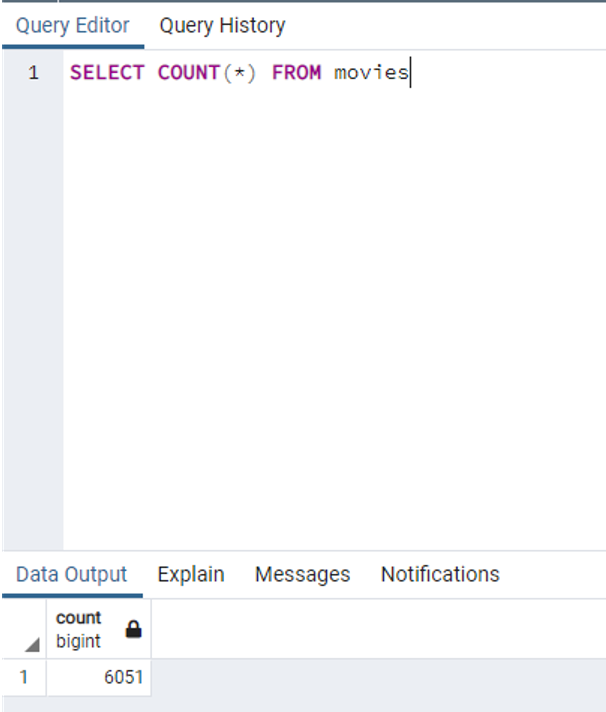 Query Editor Query History
1 SELECT COUNT(*) FROM movies
Data Output Explain Messages Notifications
count
bigint
1 6051